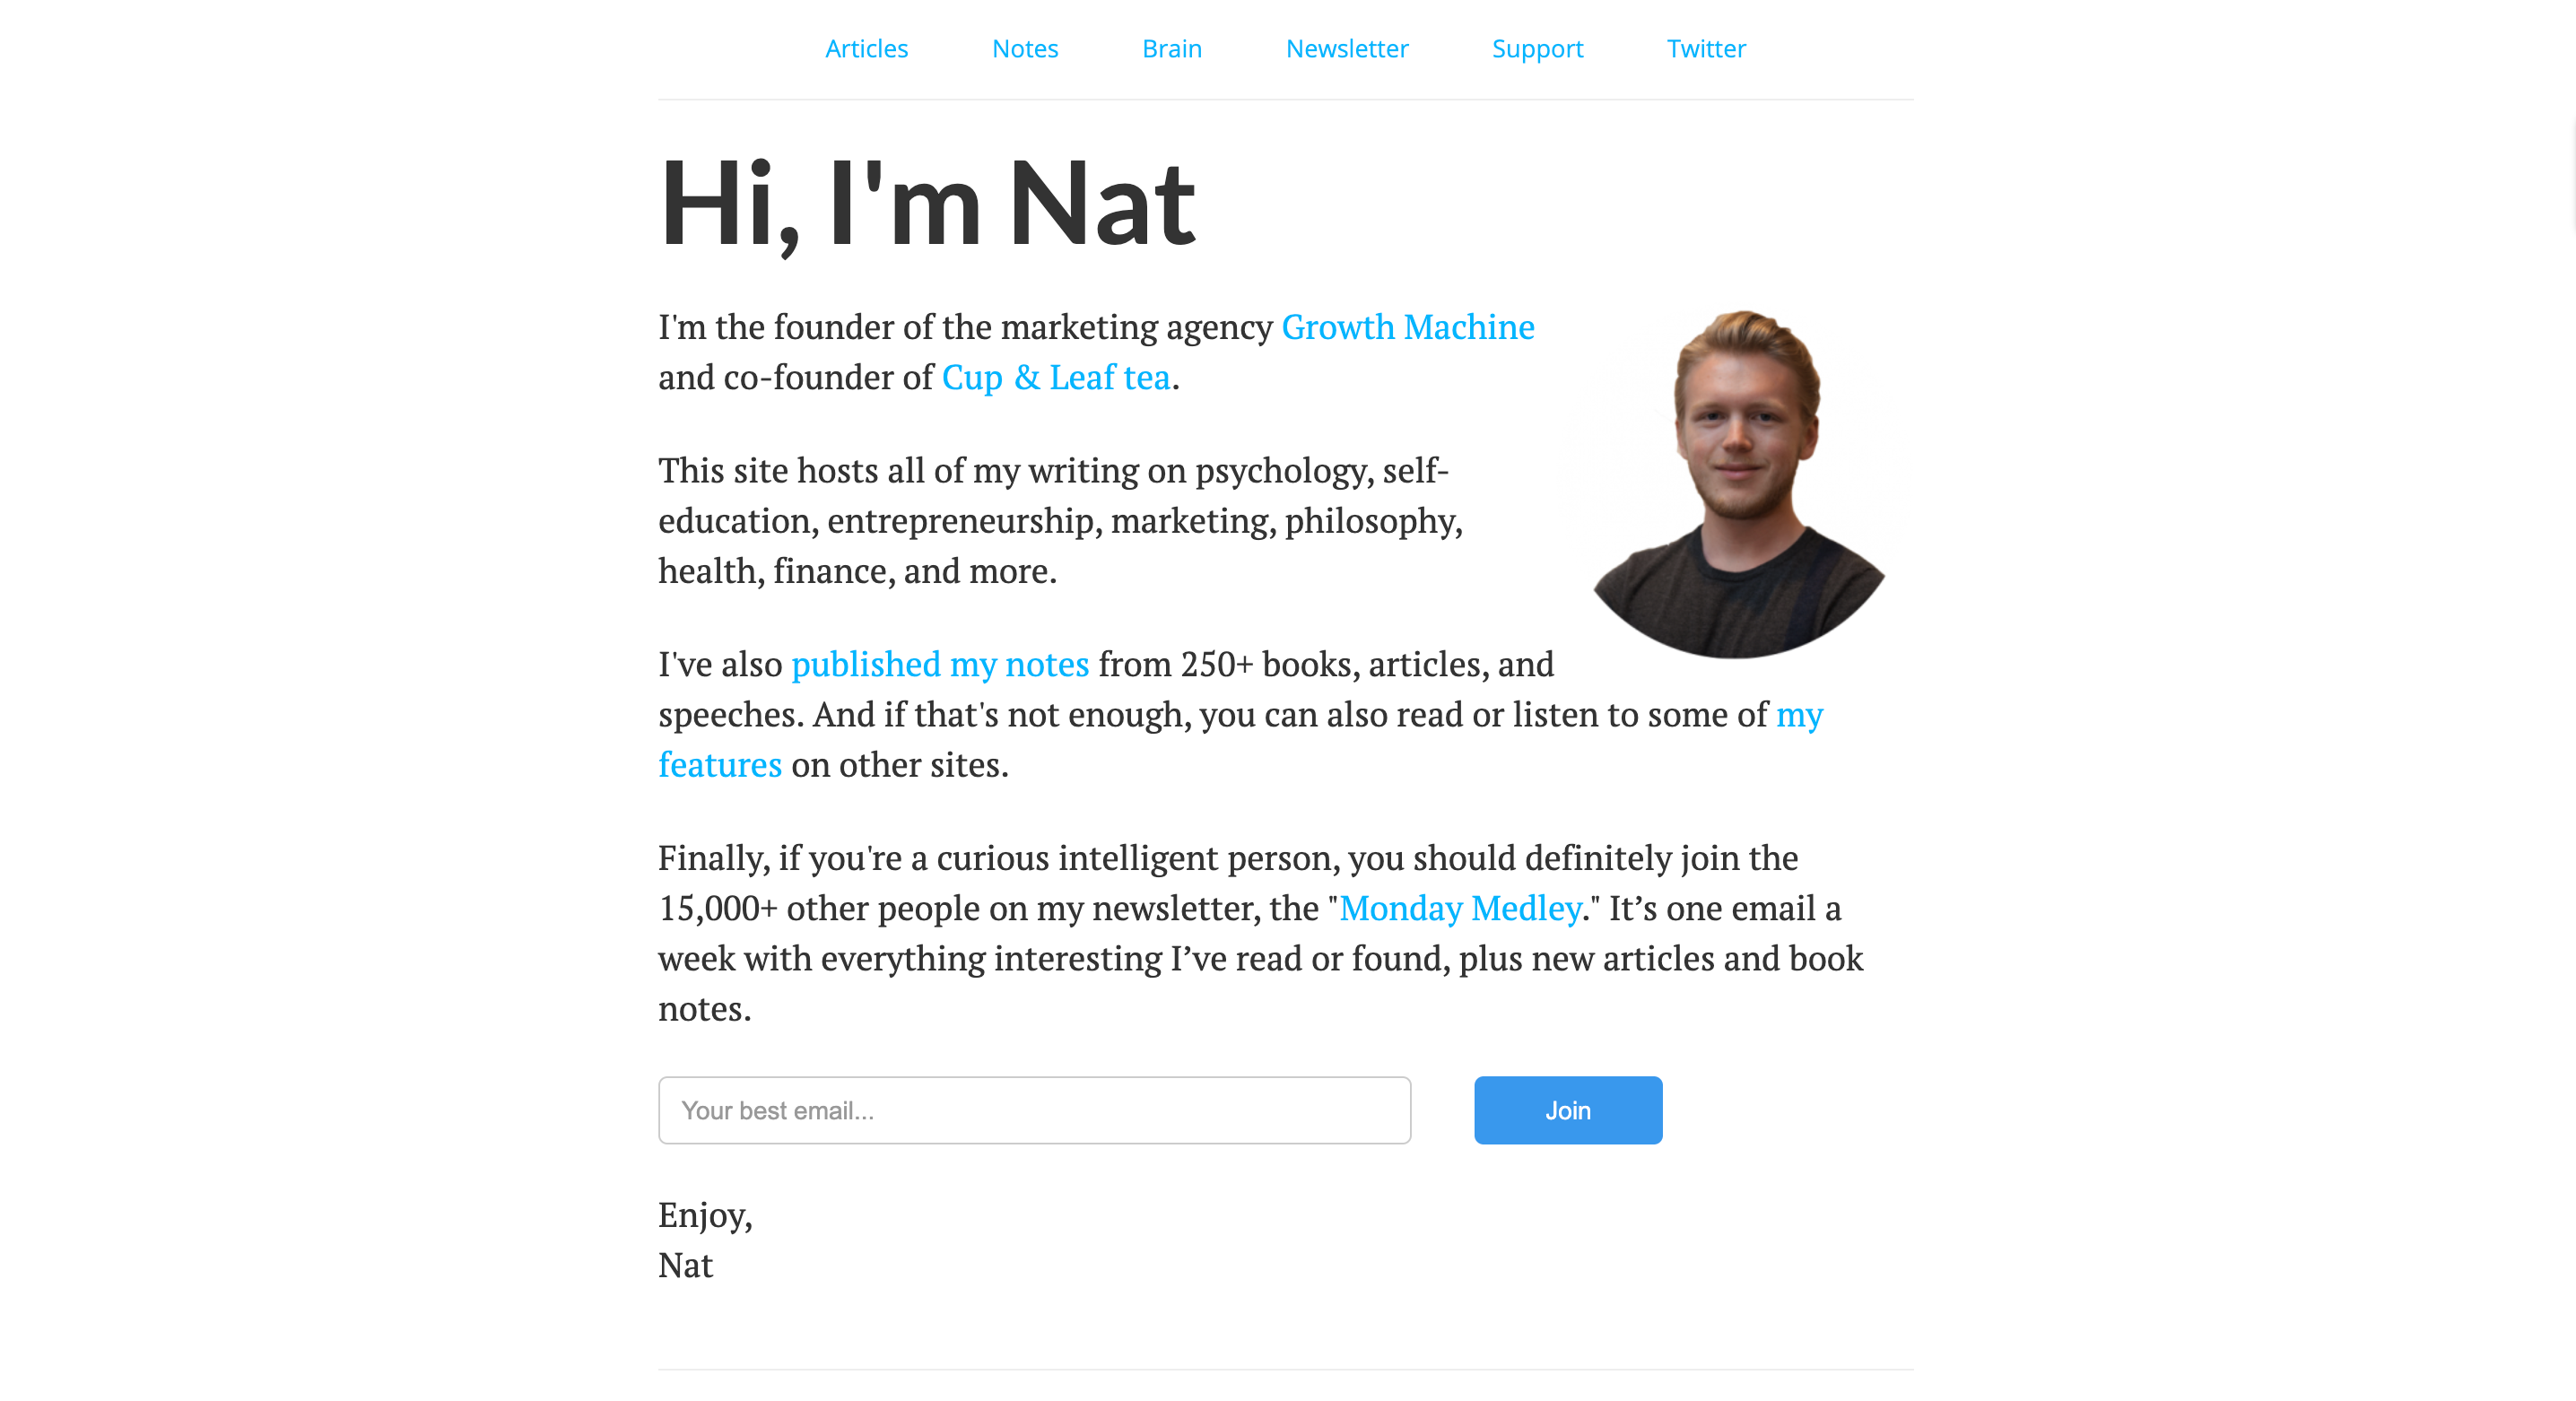 Articles Notes Brain Newsletter Support Twitter
Hi, I'm Nat
I'm the founder of the marketing agency Growth Machine
and co-founder of Cup & Leaf tea.
This site hosts all of my writing on psychology, self-
education, entrepreneurship, marketing, philosophy,
health, finance, and more.
I've also published my notes from 250+ books, articles, and
speeches. And if that's not enough, you can also read or listen to some of my
features on other sites.
Finally, if you're a curious intelligent person, you should definitely join the
15,000+ other people on my newsletter, the "Monday Medley." It’s one email a
week with everything interesting I’ve read or found, plus new articles and book
notes.
Your best email... Join
Enjoy,
Nat